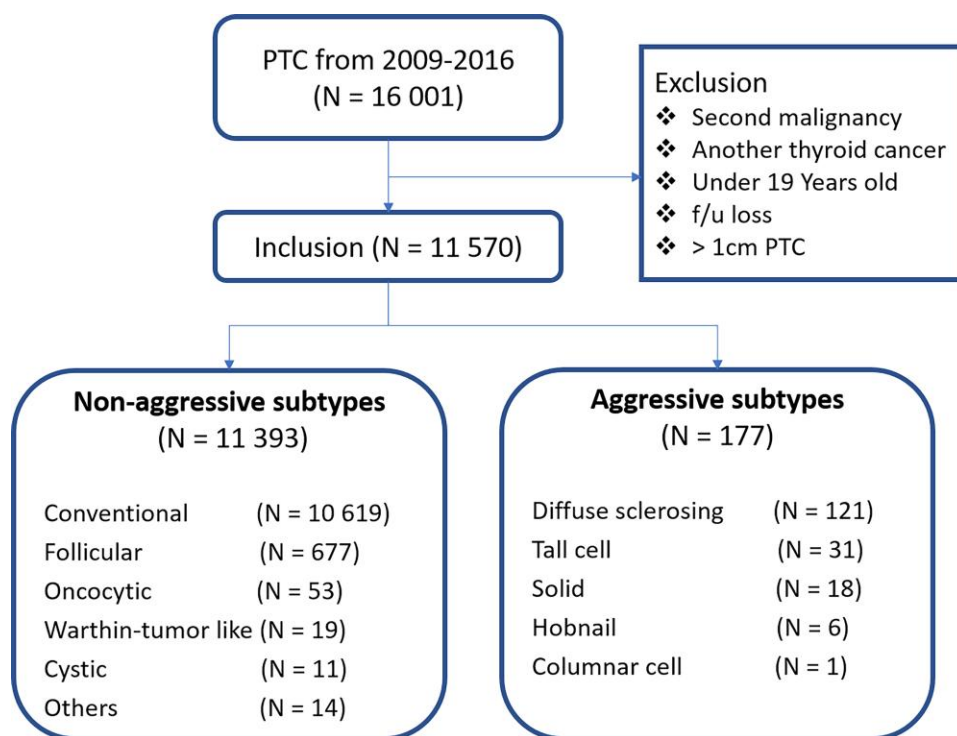 PTC from 2009-2016
(N = 16 001)
Exclusion
❖ Second malignancy
❖ Another thyroid cancer
❖ Under 19 Years old
❖ f/u loss
❖ > 1cm PTC
Inclusion (N = 11 570)
Non-aggressive subtypes
(N = 11 393)
Conventional (N = 10 619)
Follicular (N = 677)
Oncocytic (N = 53)
Warthin-tumor like (N = 19)
Cystic (N = 11)
Others (N = 14)
Aggressive subtypes
(N = 177)
Diffuse sclerosing (N = 121)
Tall cell (N = 31)
Solid (N = 18)
Hobnail (N = 6)
Columnar cell (N = 1)